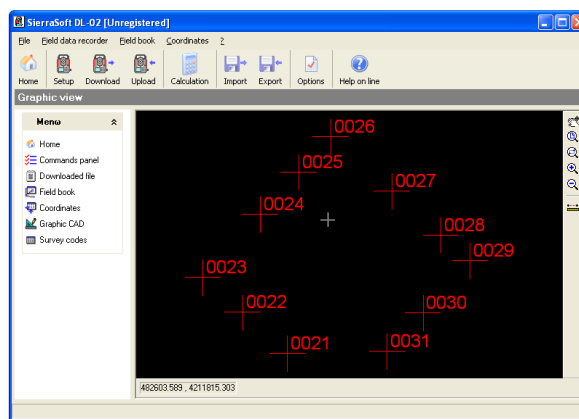 SierraSoft DL-02 [Unregistered]
File Field data recorder Field book Coordinates ?
Home Setup Download Upload Calculation Import Export Options Help on line
Graphic view
Menù
Home
Commands panel
Downloaded file
Field book
Coordinates
Graphic CAD
Survey codes
0026
0025
0027
0024
0028
0029
0023
0022
0030
0021
0031
482603.589 , 4211815.303